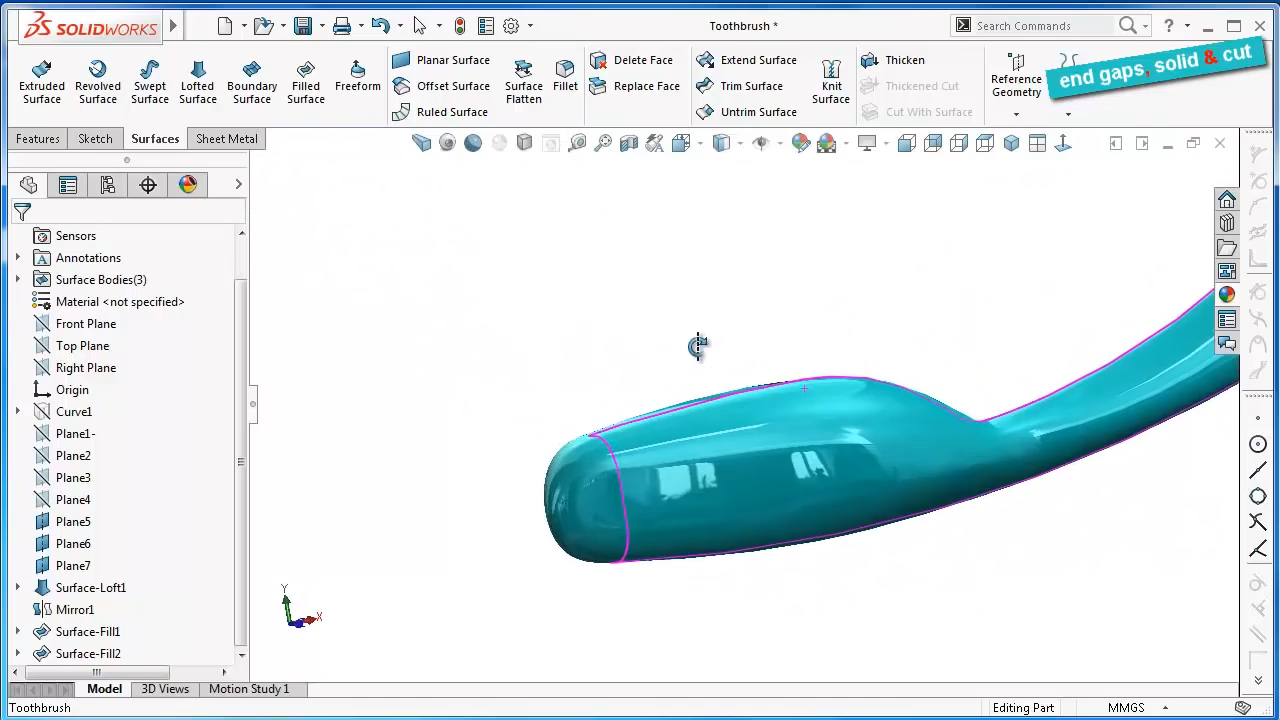 SOLIDWORKS
Toothbrush *
Search Commands
?
end gaps, solid & cut
Extruded Surface
Revolved Surface
Swept Surface
Lofted Surface
Boundary Surface
Filled Surface
Freeform
Planar Surface
Offset Surface
Ruled Surface
Surface Flatten
Fillet
Delete Face
Replace Face
Extend Surface
Trim Surface
Untrim Surface
Knit Surface
Thicken
Thickened Cut
Cut With Surface
Reference Geometry
Features
Sketch
Surfaces
Sheet Metal
Sensors
Annotations
Surface Bodies(3)
Material <not specified>
Front Plane
Top Plane
Right Plane
Origin
Curve1
Plane1-
Plane2
Plane3
Plane4
Plane5
Plane6
Plane7
Surface-Loft1
Mirror1
Surface-Fill1
Surface-Fill2
Y
X
Model
3D Views
Motion Study 1
Toothbrush
Editing Part
MMGS